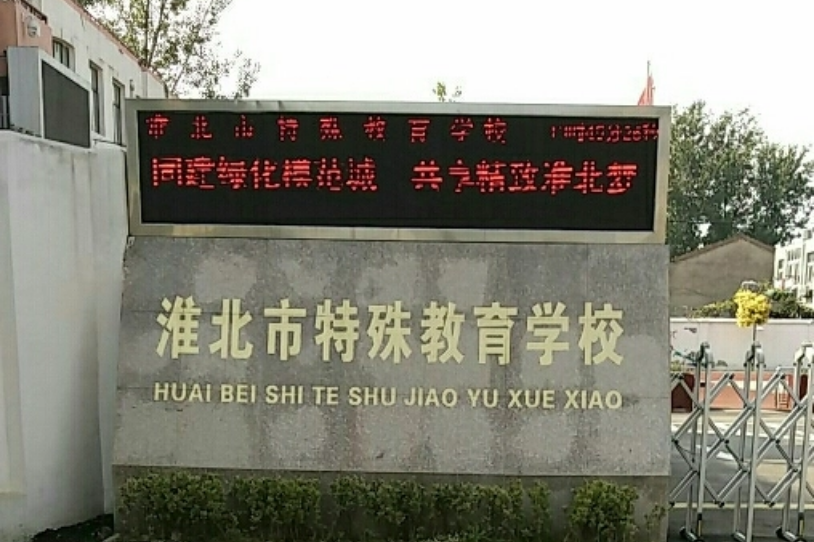 淮北市特殊教育学校
同建绿化模范城 共享精致淮北梦
淮北市特殊教育学校
HUAI BEI SHI TE SHU JIAO YU XUE XIAO